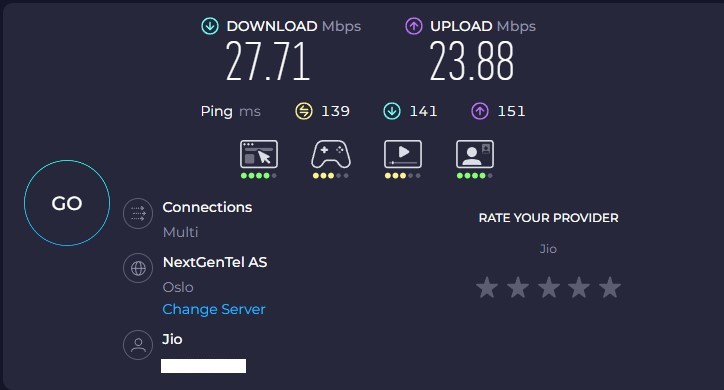 DOWNLOAD Mbps
27.71
UPLOAD Mbps
23.88
Ping ms 139 141 151
GO
Connections
Multi
NextGenTel AS
Oslo
Change Server
Jio
RATE YOUR PROVIDER
Jio